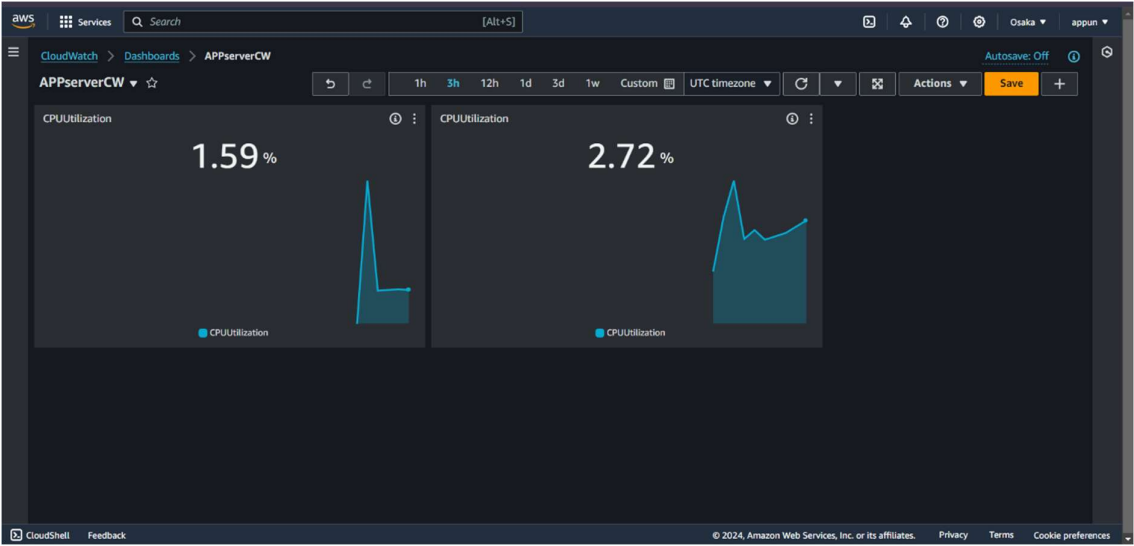 aws Services Search [Alt+S] Osaka appun
CloudWatch Dashboards APPserverCW Autosave: Off
APPserverCW 1h 3h 12h 1d 3d 1w Custom UTC timezone Actions Save
CPUUtilization
1.59 %
CPUUtilization
CPUUtilization
2.72 %
CPUUtilization
CloudShell Feedback © 2024, Amazon Web Services, Inc. or its affiliates. Privacy Terms Cookie preferences